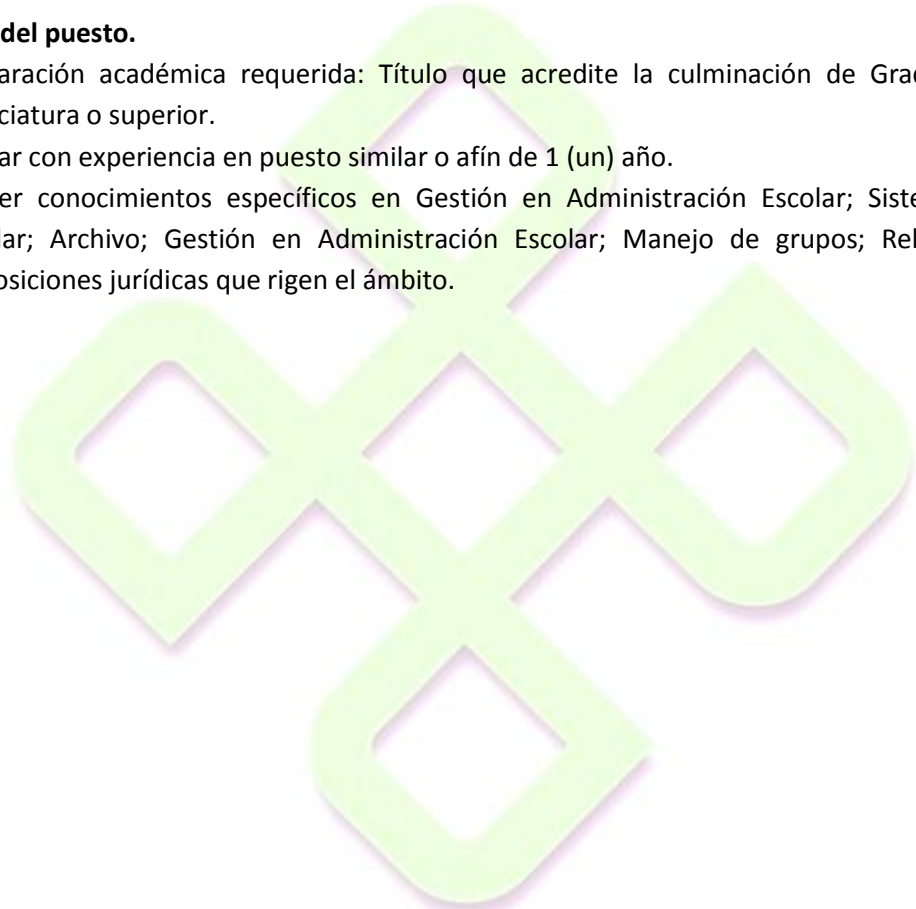 del puesto.
aración académica requerida: Título que acredite la culminación de Grad
ciatura o superior.
ar con experiencia en puesto similar o afín de 1 (un) año.
er conocimientos específicos en Gestión en Administración Escolar; Siste
lar; Archivo; Gestión en Administración Escolar; Manejo de grupos; Rel
osiciones jurídicas que rigen el ámbito.